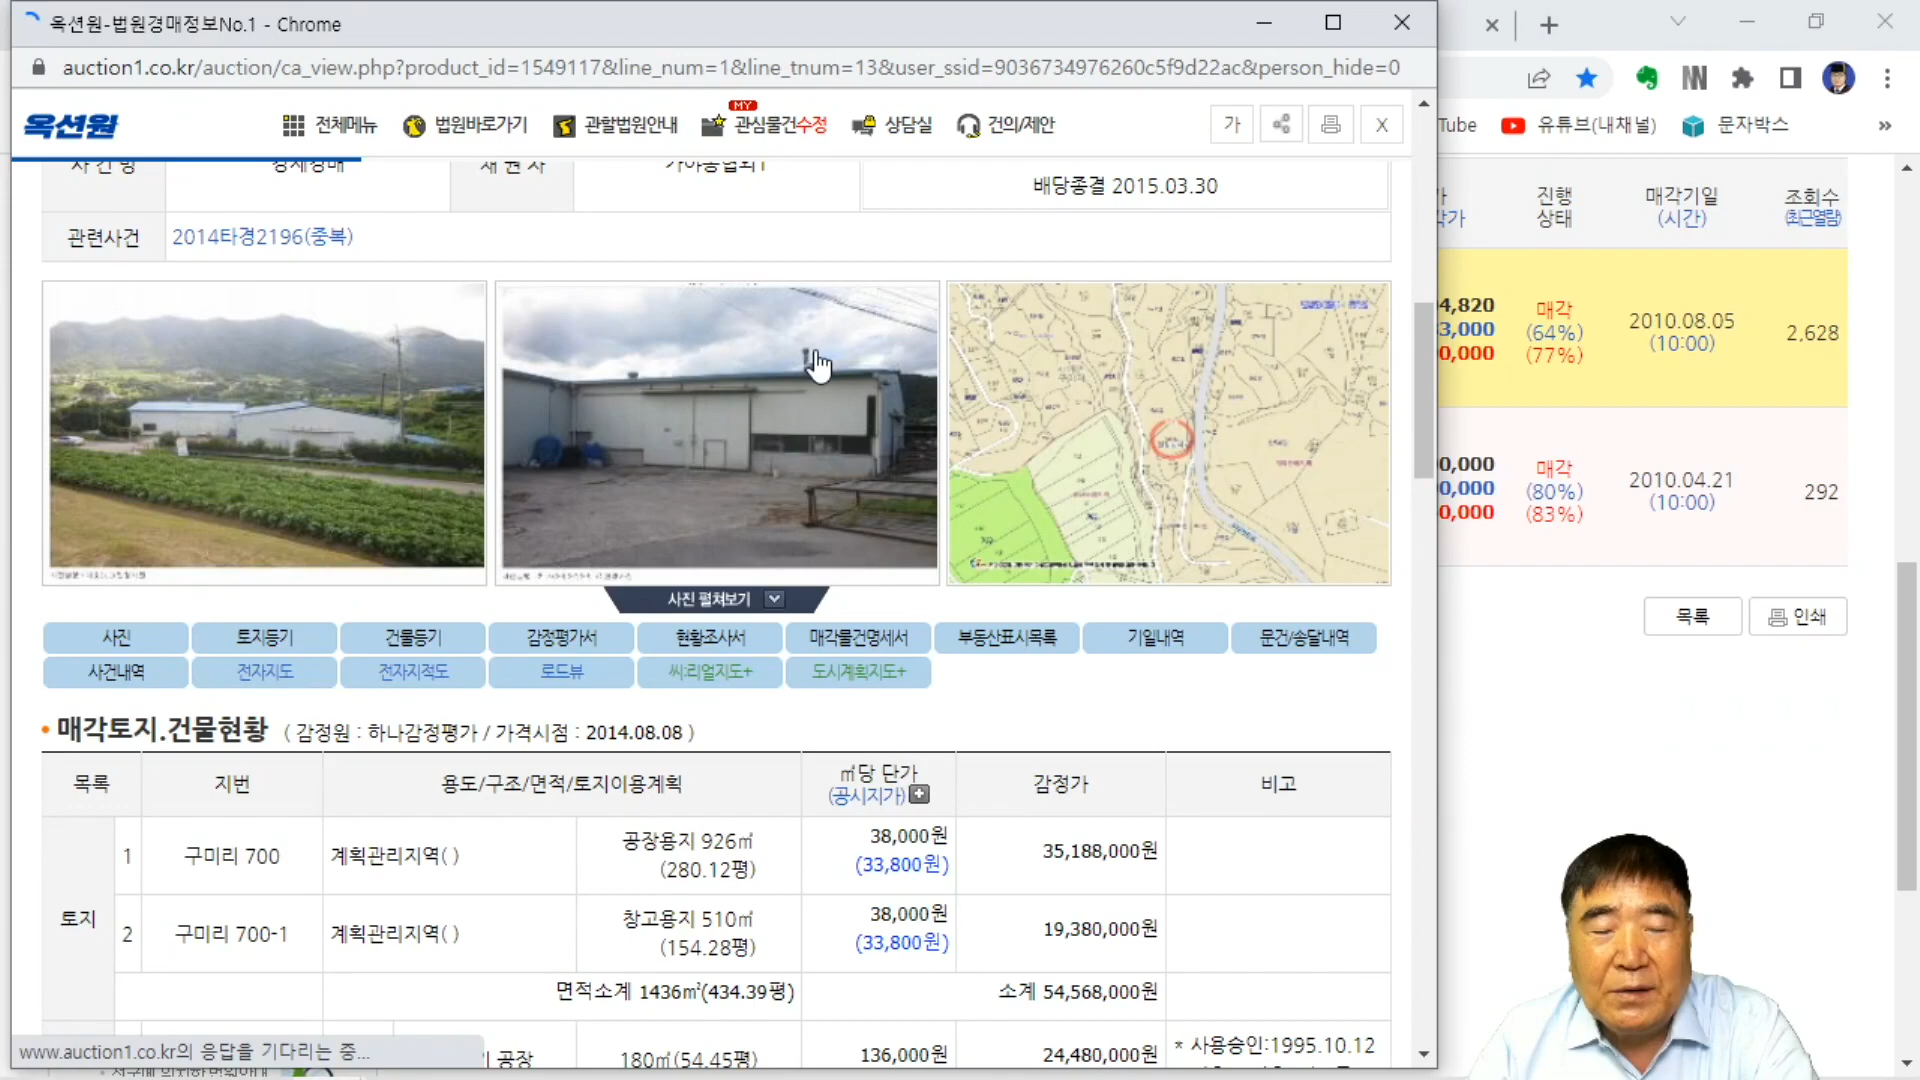 옥션원-법원경매정보No.1 - Chrome
auction1.co.kr/auction/ca_view.php?product_id=1549117&line_num=1&line_tnum=13&user_ssid=9036734976260c5f9d22ac&person_hide=0
옥션원
전체메뉴
법원바로가기
관할법원안내
MY
관심물건수정
상담실
건의/제안
가
X
Tube
유튜브(내채널)
문자박스
»
배당종결 2015.03.30
관련사건
2014타경2196(중복)
사진 펼쳐보기
사진
토지등기
건물등기
감정평가서
현황조사서
매각물건명세서
부동산표시목록
기일내역
문건/송달내역
사건내역
전자지도
전자지적도
로드뷰
씨:리얼지도+
도시계획지도+
매각토지.건물현황 ( 감정원 : 하나감정평가 / 가격시점 : 2014.08.08 )
목록
지번
용도/구조/면적/토지이용계획
㎡당 단가
(공시지가)
감정가
비고
토지
1
구미리 700
계획관리지역( )
공장용지 926㎡
(280.12평)
38,000원
(33,800원)
35,188,000원
2
구미리 700-1
계획관리지역( )
창고용지 510㎡
(154.28평)
38,000원
(33,800원)
19,380,000원
면적소계 1436㎡(434.39평)
소계 54,568,000원
공장
180㎡(54.45평)
136,000원
24,480,000원
* 사용승인:1995.10.12
www.auction1.co.kr의 응답을 기다리는 중...
진행
상태
매각기일
(시간)
조회수
(최근열람)
4,820
3,000
0,000
매각
(64%)
(77%)
2010.08.05
(10:00)
2,628
0,000
0,000
0,000
매각
(80%)
(83%)
2010.04.21
(10:00)
292
목록
인쇄